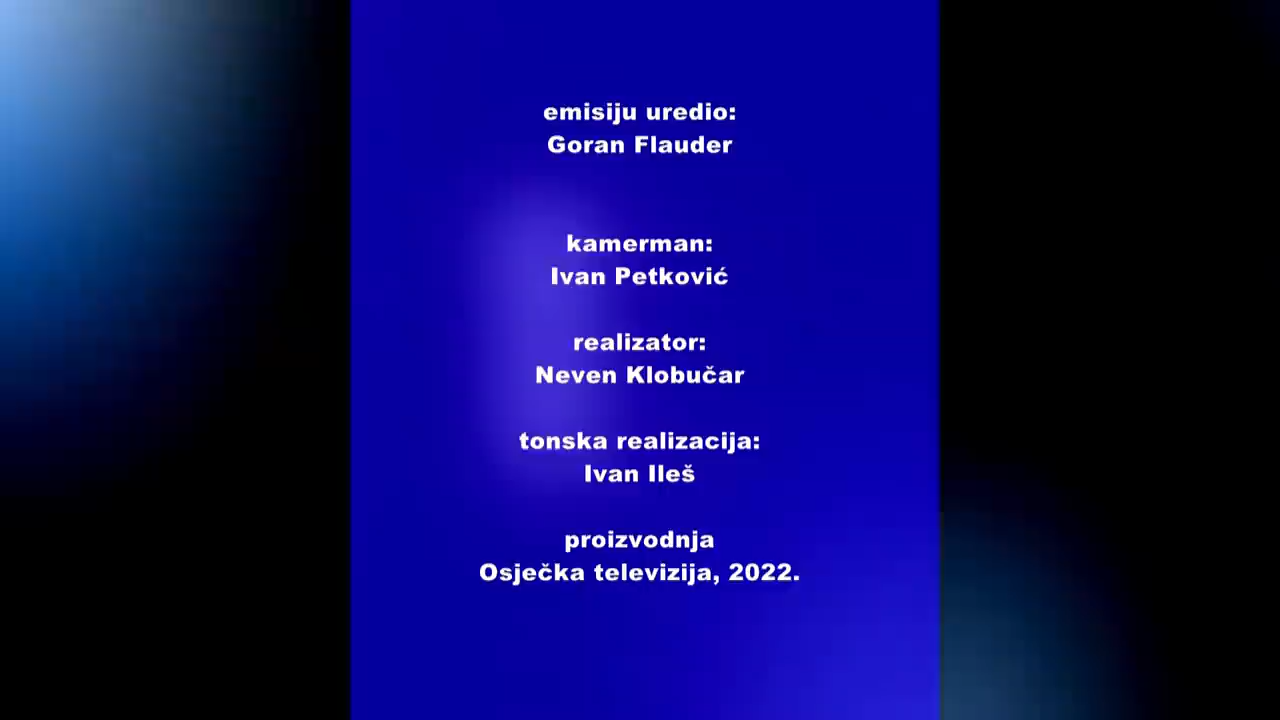 emisiju uredio:
Goran Flauder
kamerman:
Ivan Petković
realizator:
Neven Klobučar
tonska realizacija:
Ivan Ileš
proizvodnja
Osječka televizija, 2022.